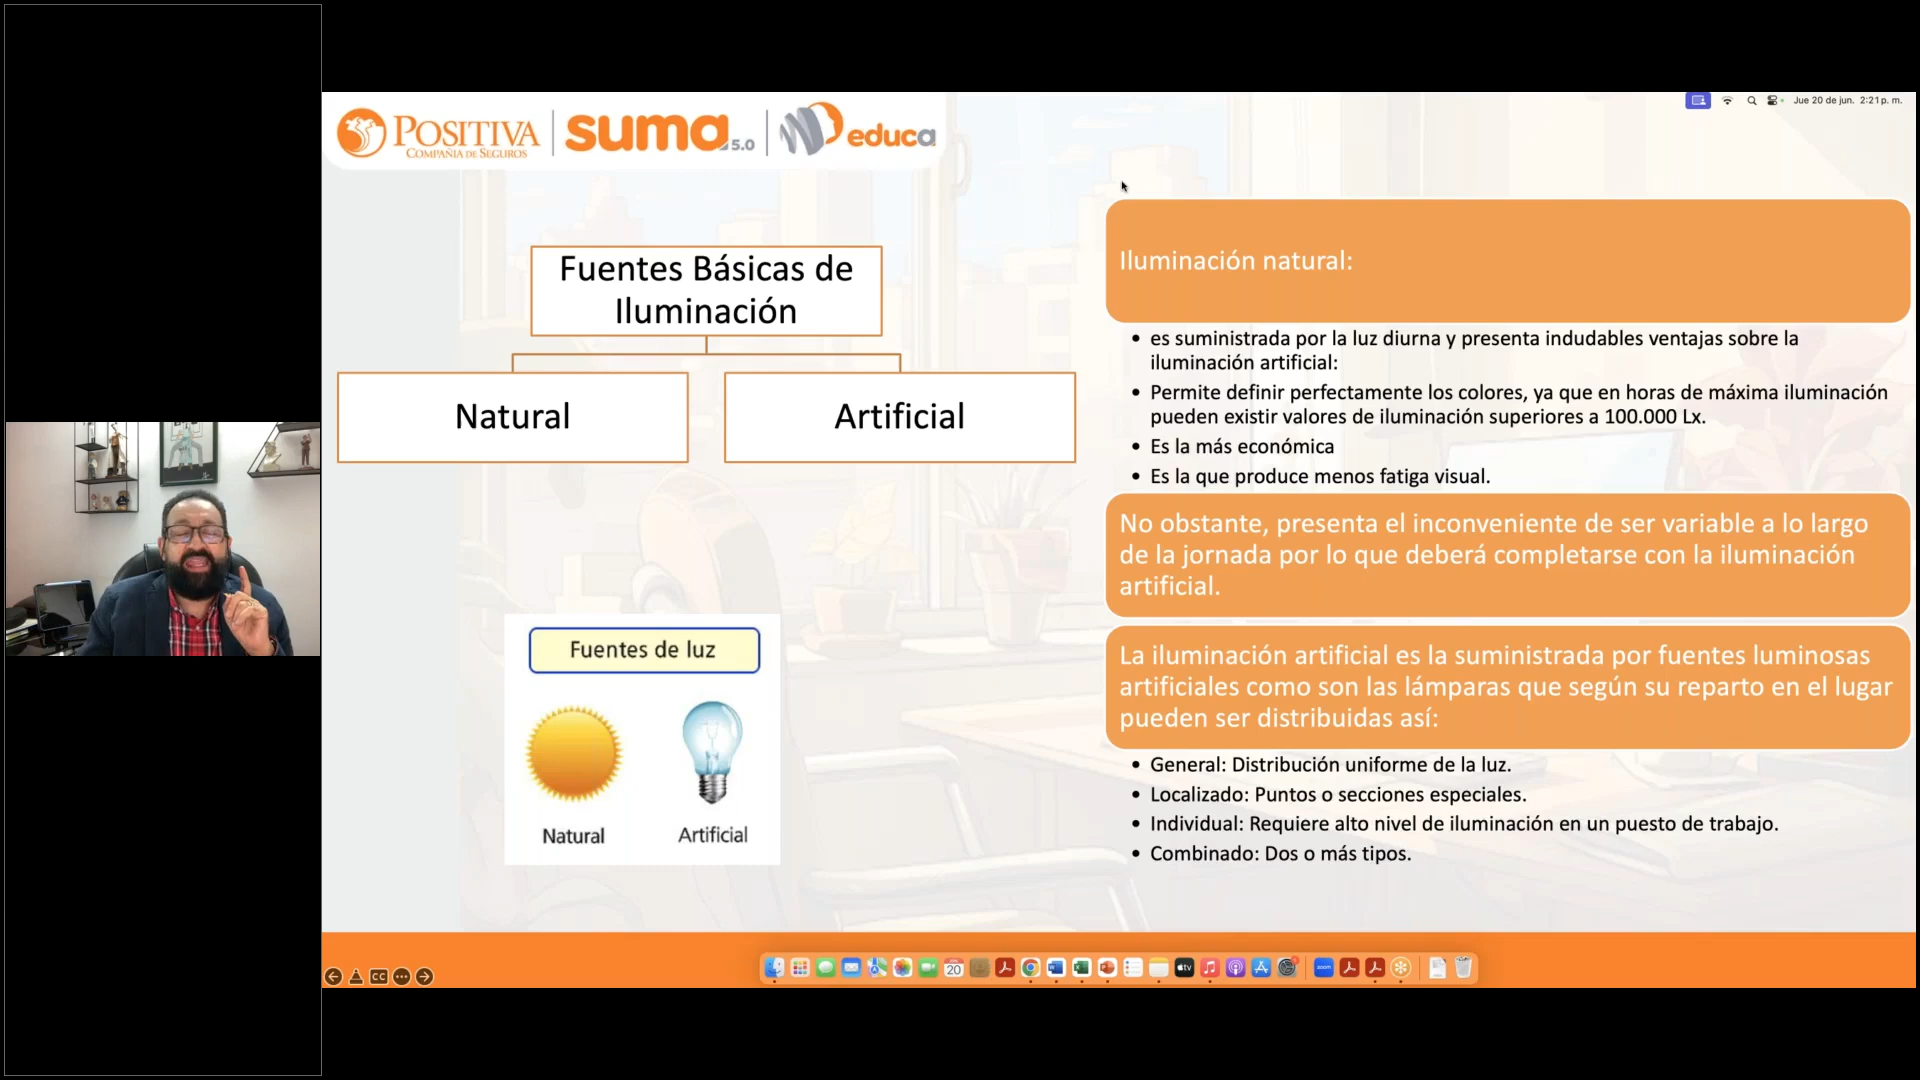 POSITIVA
COMPAÑIA DE SEGUROS
suma 5.0
educa
Jue 20 de jun. 2:21 p. m.
Fuentes Básicas de
Iluminación
Natural
Artificial
Fuentes de luz
Natural
Artificial
Iluminación natural:
• es suministrada por la luz diurna y presenta indudables ventajas sobre la
iluminación artificial:
• Permite definir perfectamente los colores, ya que en horas de máxima iluminación
pueden existir valores de iluminación superiores a 100.000 Lx.
• Es la más económica
• Es la que produce menos fatiga visual.
No obstante, presenta el inconveniente de ser variable a lo largo
de la jornada por lo que deberá completarse con la iluminación
artificial.
La iluminación artificial es la suministrada por fuentes luminosas
artificiales como son las lámparas que según su reparto en el lugar
pueden ser distribuidas así:
• General: Distribución uniforme de la luz.
• Localizado: Puntos o secciones especiales.
• Individual: Requiere alto nivel de iluminación en un puesto de trabajo.
• Combinado: Dos o más tipos.
CC
20
tv
zoom